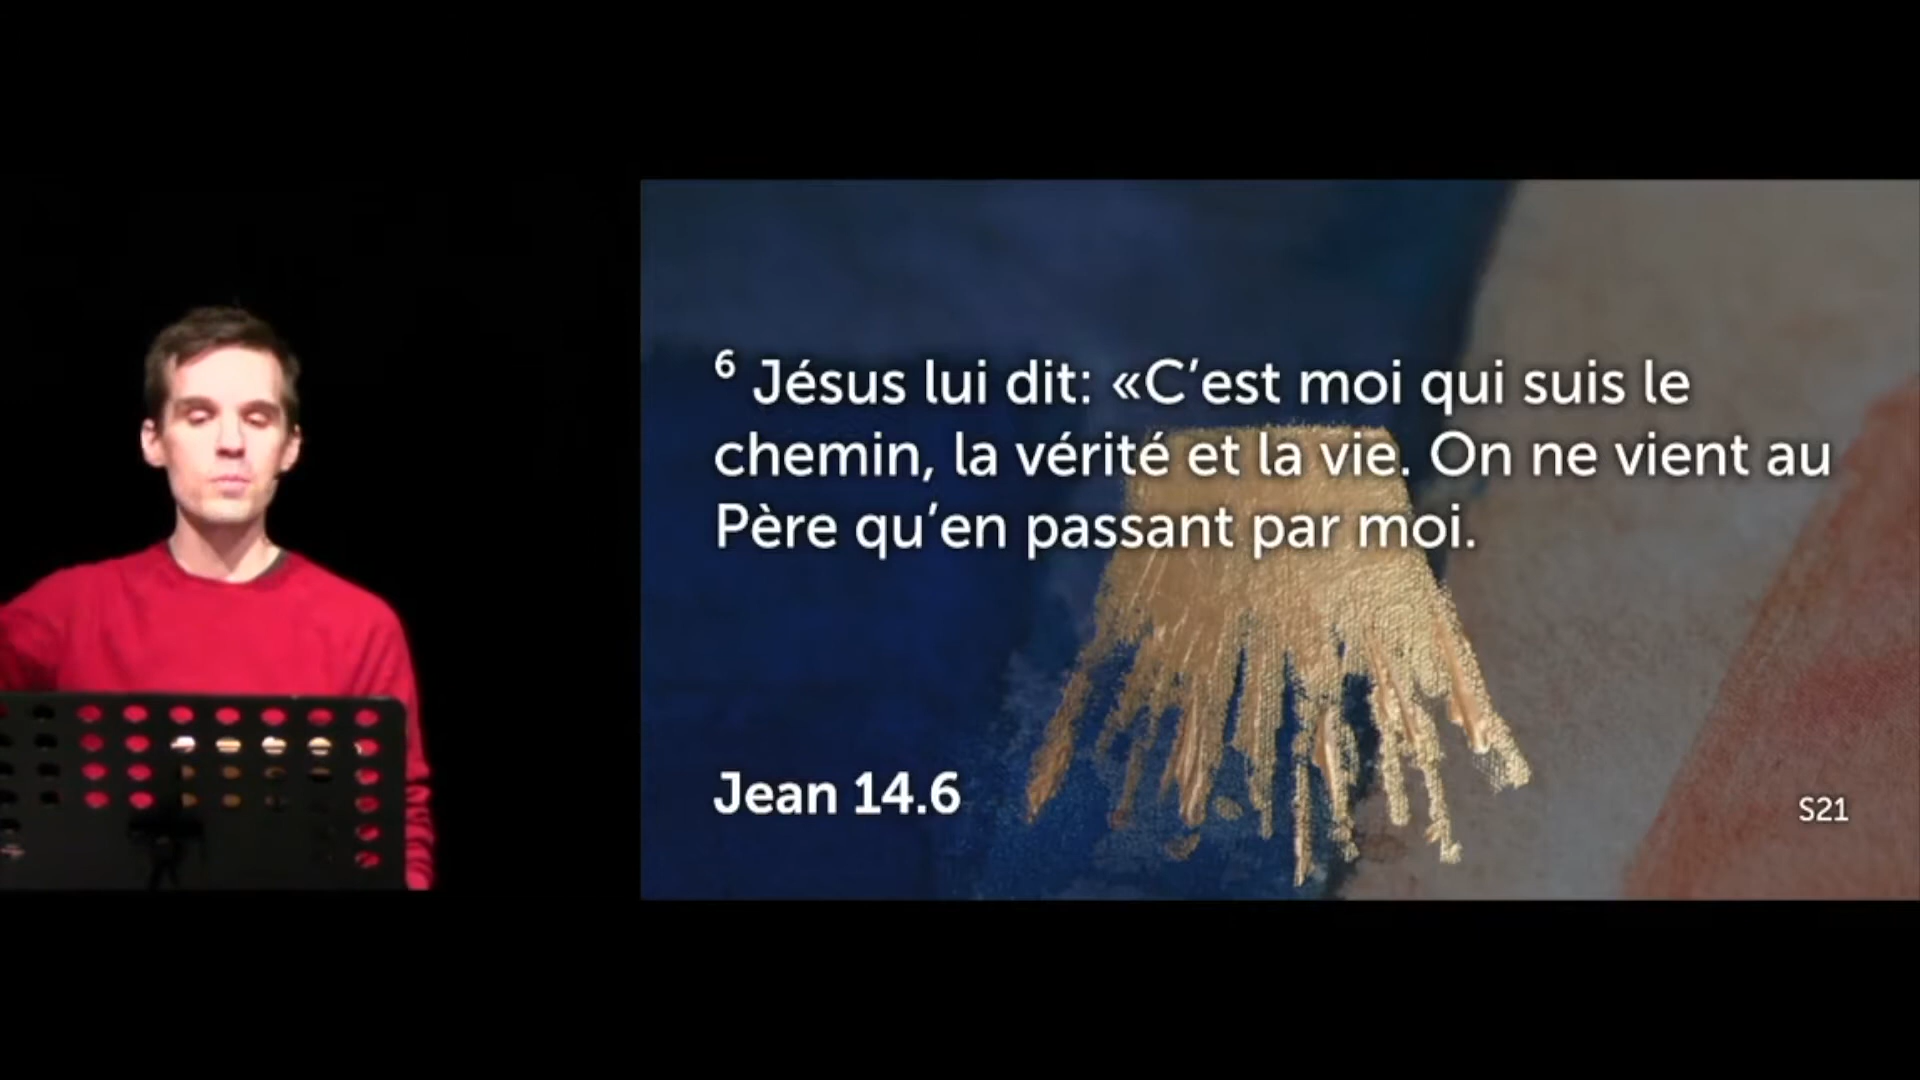 ⁶ Jésus lui dit: «C’est moi qui suis le
chemin, la vérité et la vie. On ne vient au
Père qu’en passant par moi.
Jean 14.6
S21